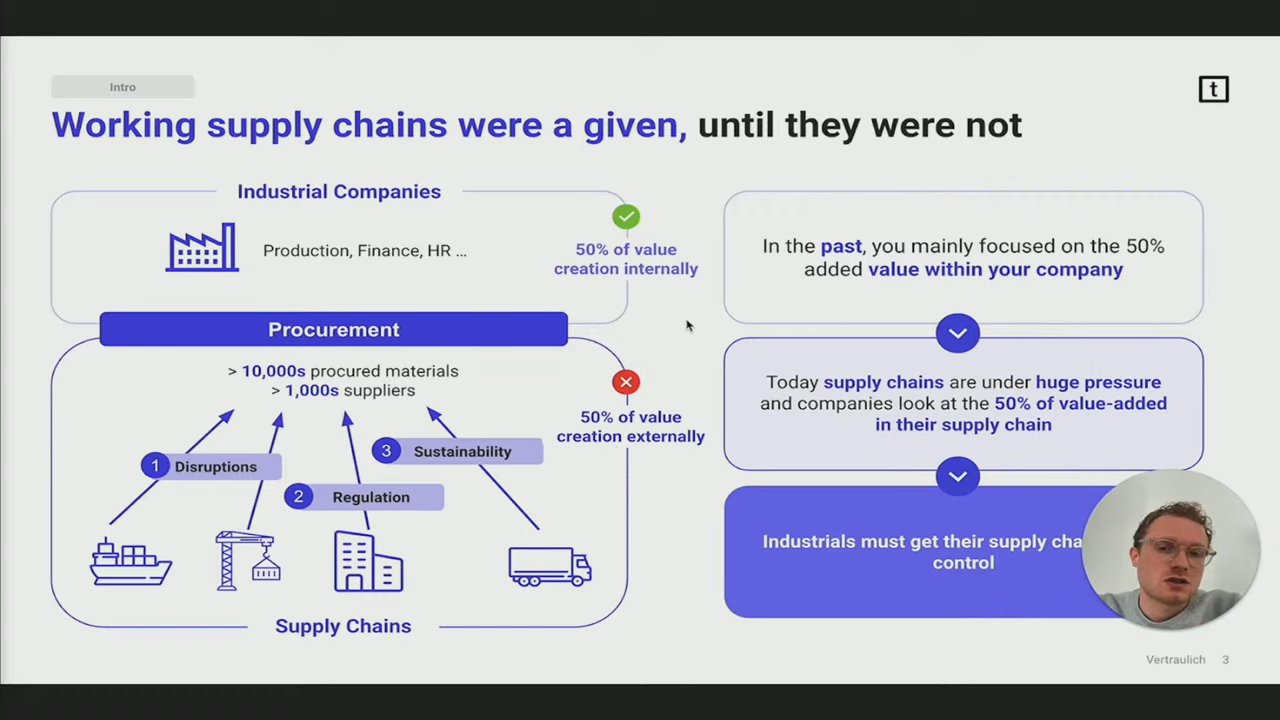 Intro
t
Working supply chains were a given, until they were not
Industrial Companies
Production, Finance, HR ...
50% of value
creation internally
Procurement
> 10,000s procured materials
> 1,000s suppliers
50% of value
creation externally
1 Disruptions
2 Regulation
3 Sustainability
Supply Chains
In the past, you mainly focused on the 50%
added value within your company
Today supply chains are under huge pressure
and companies look at the 50% of value-added
in their supply chain
Industrials must get their supply
control
Vertraulich 3